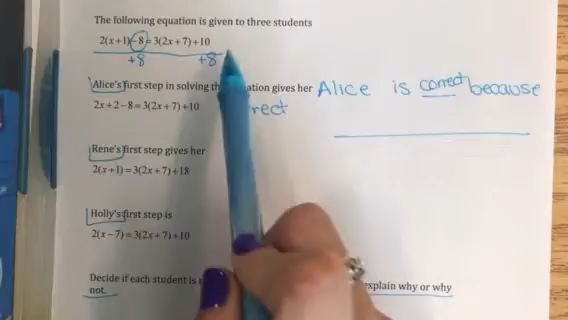 The following equation is given to three students
2(x+1)-8=3(2x+7)+10
+8 +8
Alice's first step in solving ation gives her Alice is correct because
2x+2-8=3(2x+7)+10 rect
Rene's first step gives her
2(x+1)=3(2x+7)+18
Holly's first step is
2(x-7)=3(2x+7)+10
Decide if each student is explain why or why
not.